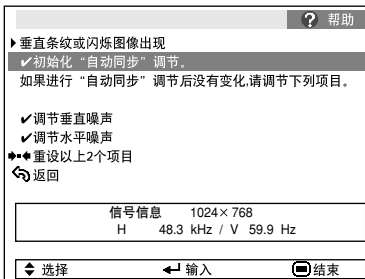 ? 帮助
垂直条纹或闪烁图像出现
✔初始化“自动同步”调节。
如果进行“自动同步”调节后没有变化,请调节下列项目。
✔调节垂直噪声
✔调节水平噪声
重设以上2个项目
返回
信号信息 1024×768
H 48.3 kHz / V 59.9 Hz
选择 输入 结束